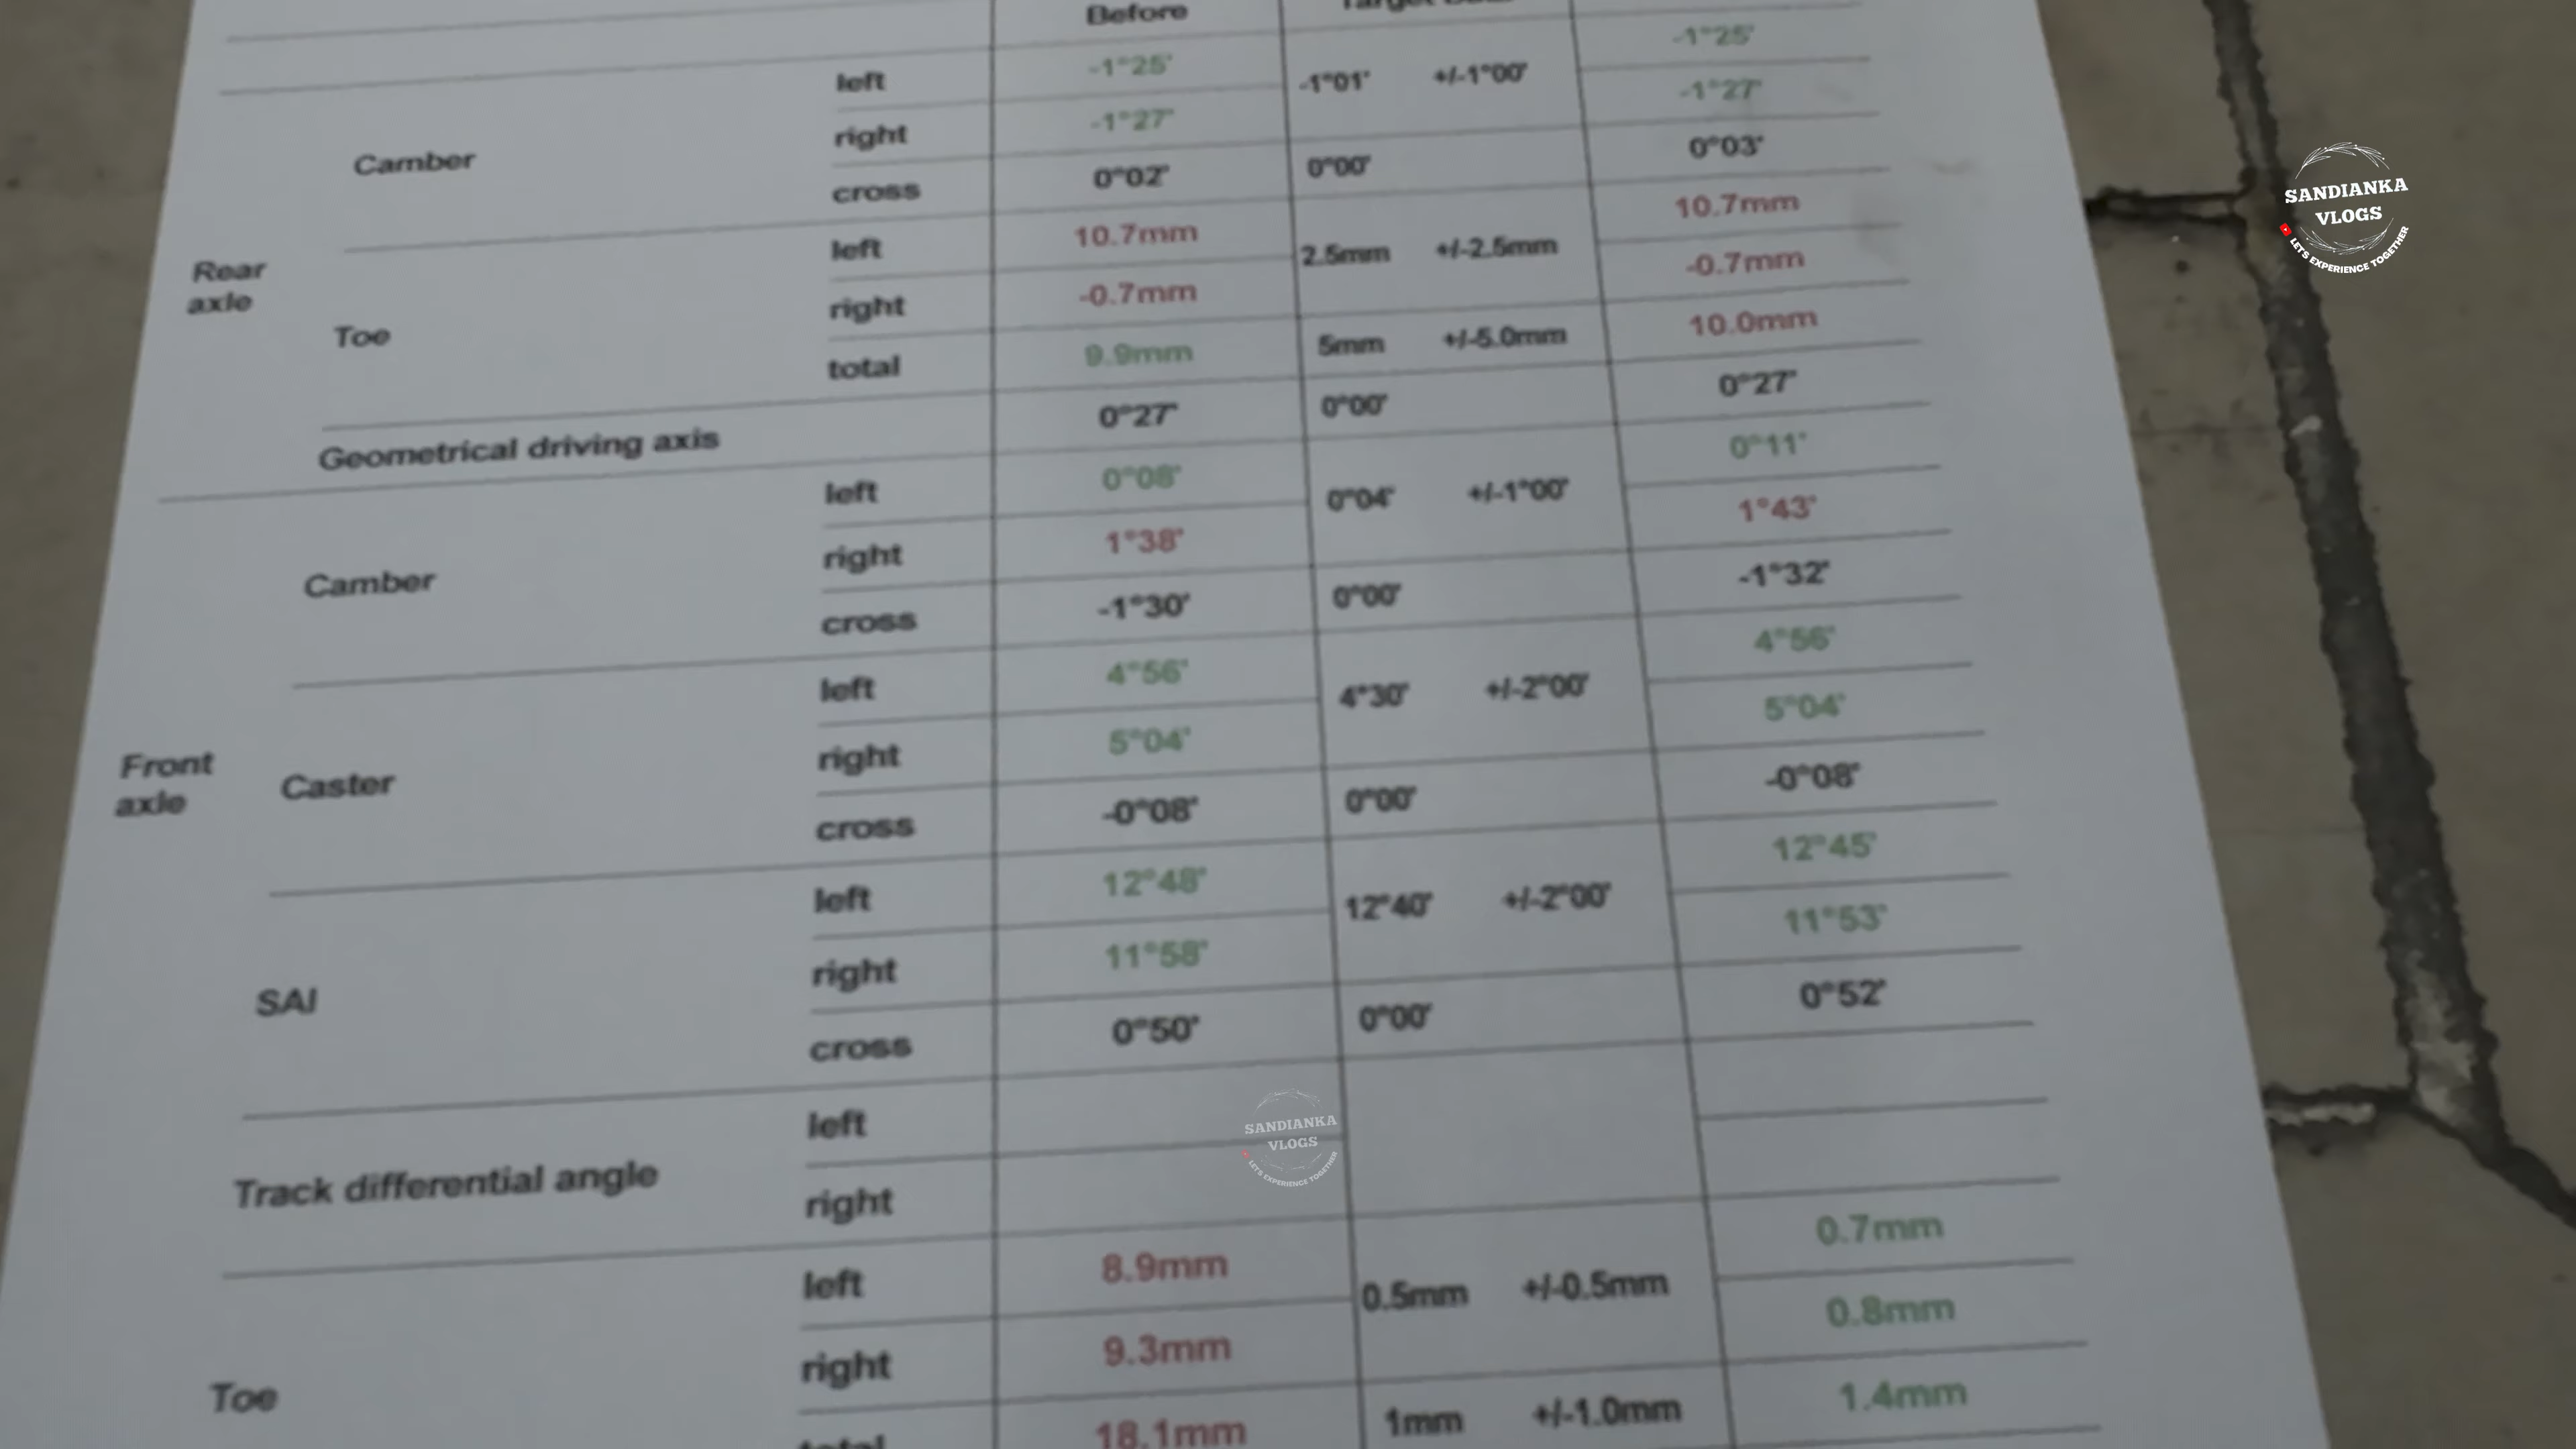 Before
Camber left -1°25' -1°01' +/-1°00' -1°25'
right -1°27' -1°27'
cross 0°02' 0°00' 0°03'
Rear axle
Toe left 10.7mm 2.5mm +/-2.5mm 10.7mm
right -0.7mm -0.7mm
total 9.9mm 5mm +/-5.0mm 10.0mm
Geometrical driving axis 0°27' 0°00' 0°27'
Camber left 0°08' 0°04' +/-1°00' 0°11'
right 1°38' 1°43'
cross -1°30' 0°00' -1°32'
Front axle
Caster left 4°56' 4°30' +/-2°00' 4°56'
right 5°04' 5°04'
cross -0°08' 0°00' -0°08'
SAI left 12°48' 12°40' +/-2°00' 12°45'
right 11°58' 11°53'
cross 0°50' 0°00' 0°52'
Track differential angle left
right
Toe left 8.9mm 0.5mm +/-0.5mm 0.7mm
right 9.3mm 0.8mm
total 18.1mm 1mm +/-1.0mm 1.4mm
SANDIANKA
VLOGS
LET'S EXPERIENCE TOGETHER
SANDIANKA
VLOGS
LET'S EXPERIENCE TOGETHER